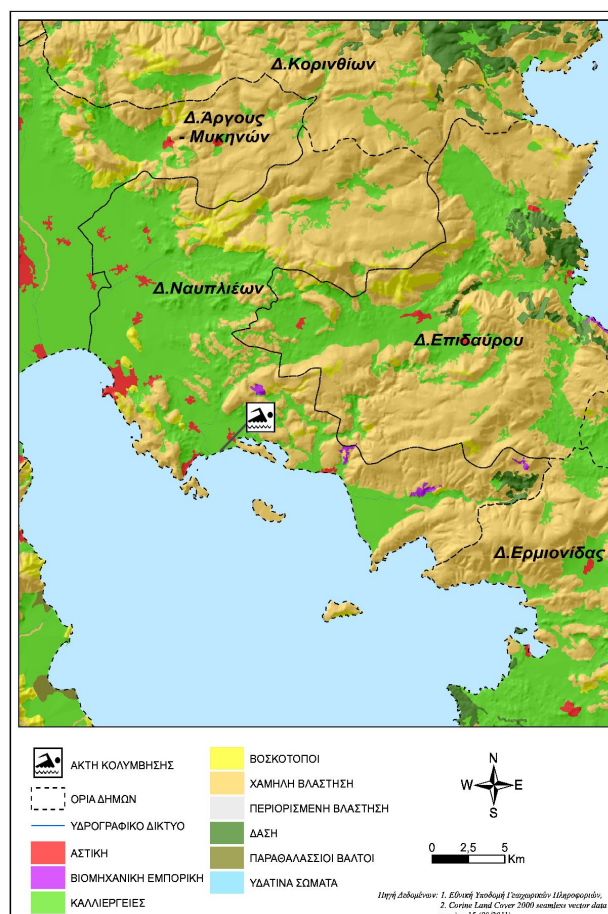 Δ.Κορινθίων
Δ.Άργους
- Μυκηνών
Δ.Ναυπλιέων
Δ.Επιδαύρου
Δ.Ερμιονίδας
ΑΚΤΗ ΚΟΛΥΜΒΗΣΗΣ
ΟΡΙΑ ΔΗΜΩΝ
ΥΔΡΟΓΡΑΦΙΚΟ ΔΙΚΤΥΟ
ΑΣΤΙΚΗ
ΒΙΟΜΗΧΑΝΙΚΗ ΕΜΠΟΡΙΚΗ
ΚΑΛΛΙΕΡΓΕΙΕΣ
ΒΟΣΚΟΤΟΠΟΙ
ΧΑΜΗΛΗ ΒΛΑΣΤΗΣΗ
ΠΕΡΙΟΡΙΣΜΕΝΗ ΒΛΑΣΤΗΣΗ
ΔΑΣΗ
ΠΑΡΑΘΑΛΑΣΣΙΟΙ ΒΑΛΤΟΙ
ΥΔΑΤΙΝΑ ΣΩΜΑΤΑ
N
W E
S
0 2,5 5
Km
Πηγή Δεδομένων: 1. Εθνική Υποδομή Γεωχωρικών Πληροφοριών,
2. Corine Land Cover 2000 seamless vector data